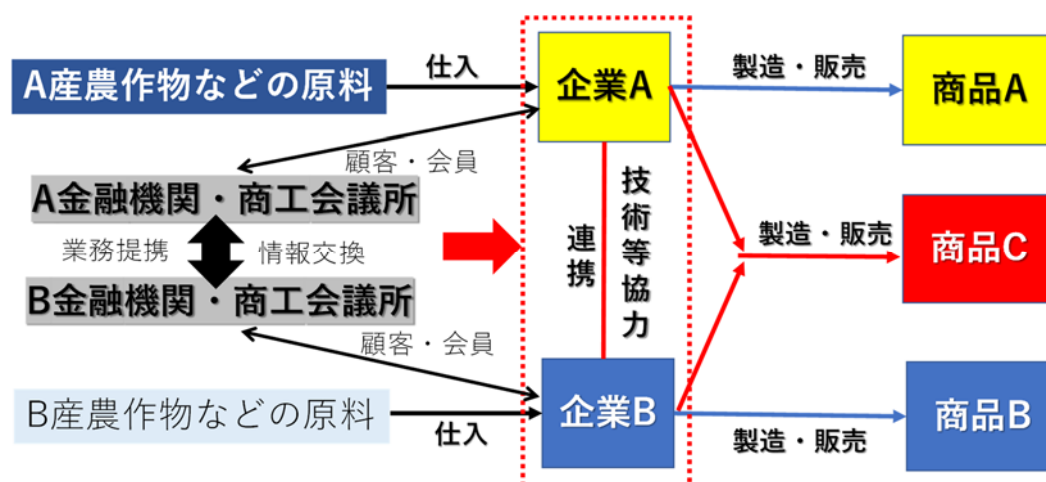 A産農作物などの原料
仕入
企業A
製造・販売
商品A
顧客・会員
A金融機関・商工会議所
業務提携
情報交換
連携
技術等協力
製造・販売
商品C
B金融機関・商工会議所
顧客・会員
B産農作物などの原料
仕入
企業B
製造・販売
商品B